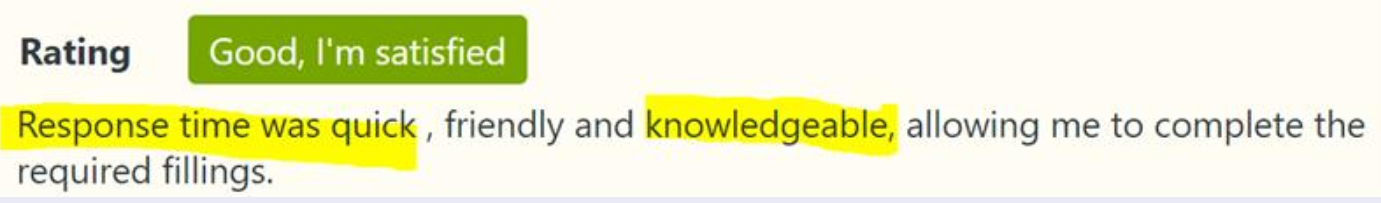 Rating Good, I'm satisfied
Response time was quick , friendly and knowledgeable, allowing me to complete the
required fillings.